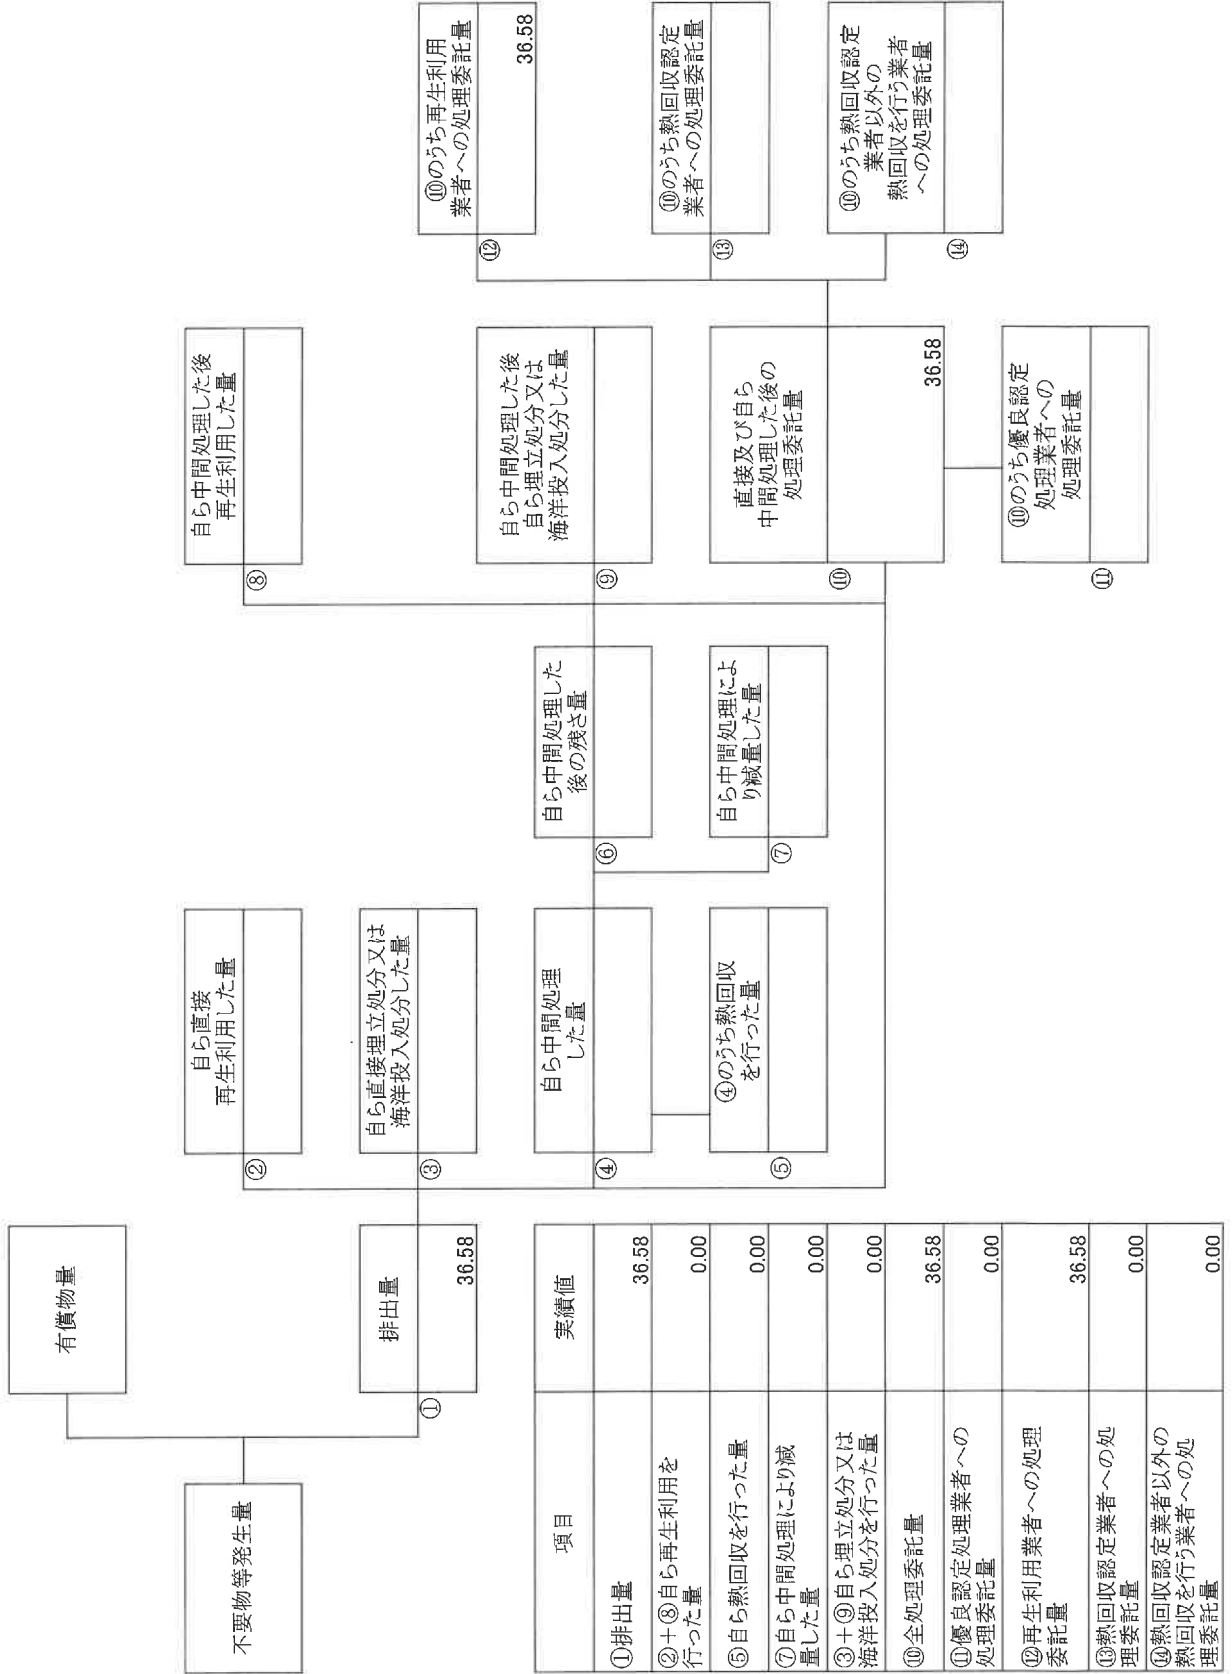 有償物量
不要物等発生量
排出量
①
36.58
自ら直接
再生利用した量
②
自ら直接埋立処分又は
海洋投入処分した量
③
自ら中間処理
した量
④
④のうち熱回収
を行った量
⑤
自ら中間処理した
後の残さ量
⑥
自ら中間処理によ
り減量した量
⑦
自ら中間処理した後
再生利用した量
⑧
自ら中間処理した後
自ら埋立処分又は
海洋投入処分した量
⑨
直接及び自ら
中間処理した後の
処理委託量
⑩
36.58
⑩のうち優良認定
処理業者への
処理委託量
⑪
⑩のうち再生利用
業者への処理委託量
⑫
36.58
⑩のうち熱回収認定
業者への処理委託量
⑬
⑩のうち熱回収認定
業者以外の
熱回収を行う業者
への処理委託量
⑭
項目
実績値
①排出量
36.58
②+⑧自ら再生利用を
行った量
0.00
⑤自ら熱回収を行った量
0.00
⑦自ら中間処理により減
量した量
0.00
③+⑨自ら埋立処分又は
海洋投入処分を行った量
0.00
⑩全処理委託量
36.58
⑪優良認定処理業者への
処理委託量
0.00
⑫再生利用業者への処理
委託量
36.58
⑬熱回収認定業者への処
理委託量
0.00
⑭熱回収認定業者以外の
熱回収を行う業者への処
理委託量
0.00